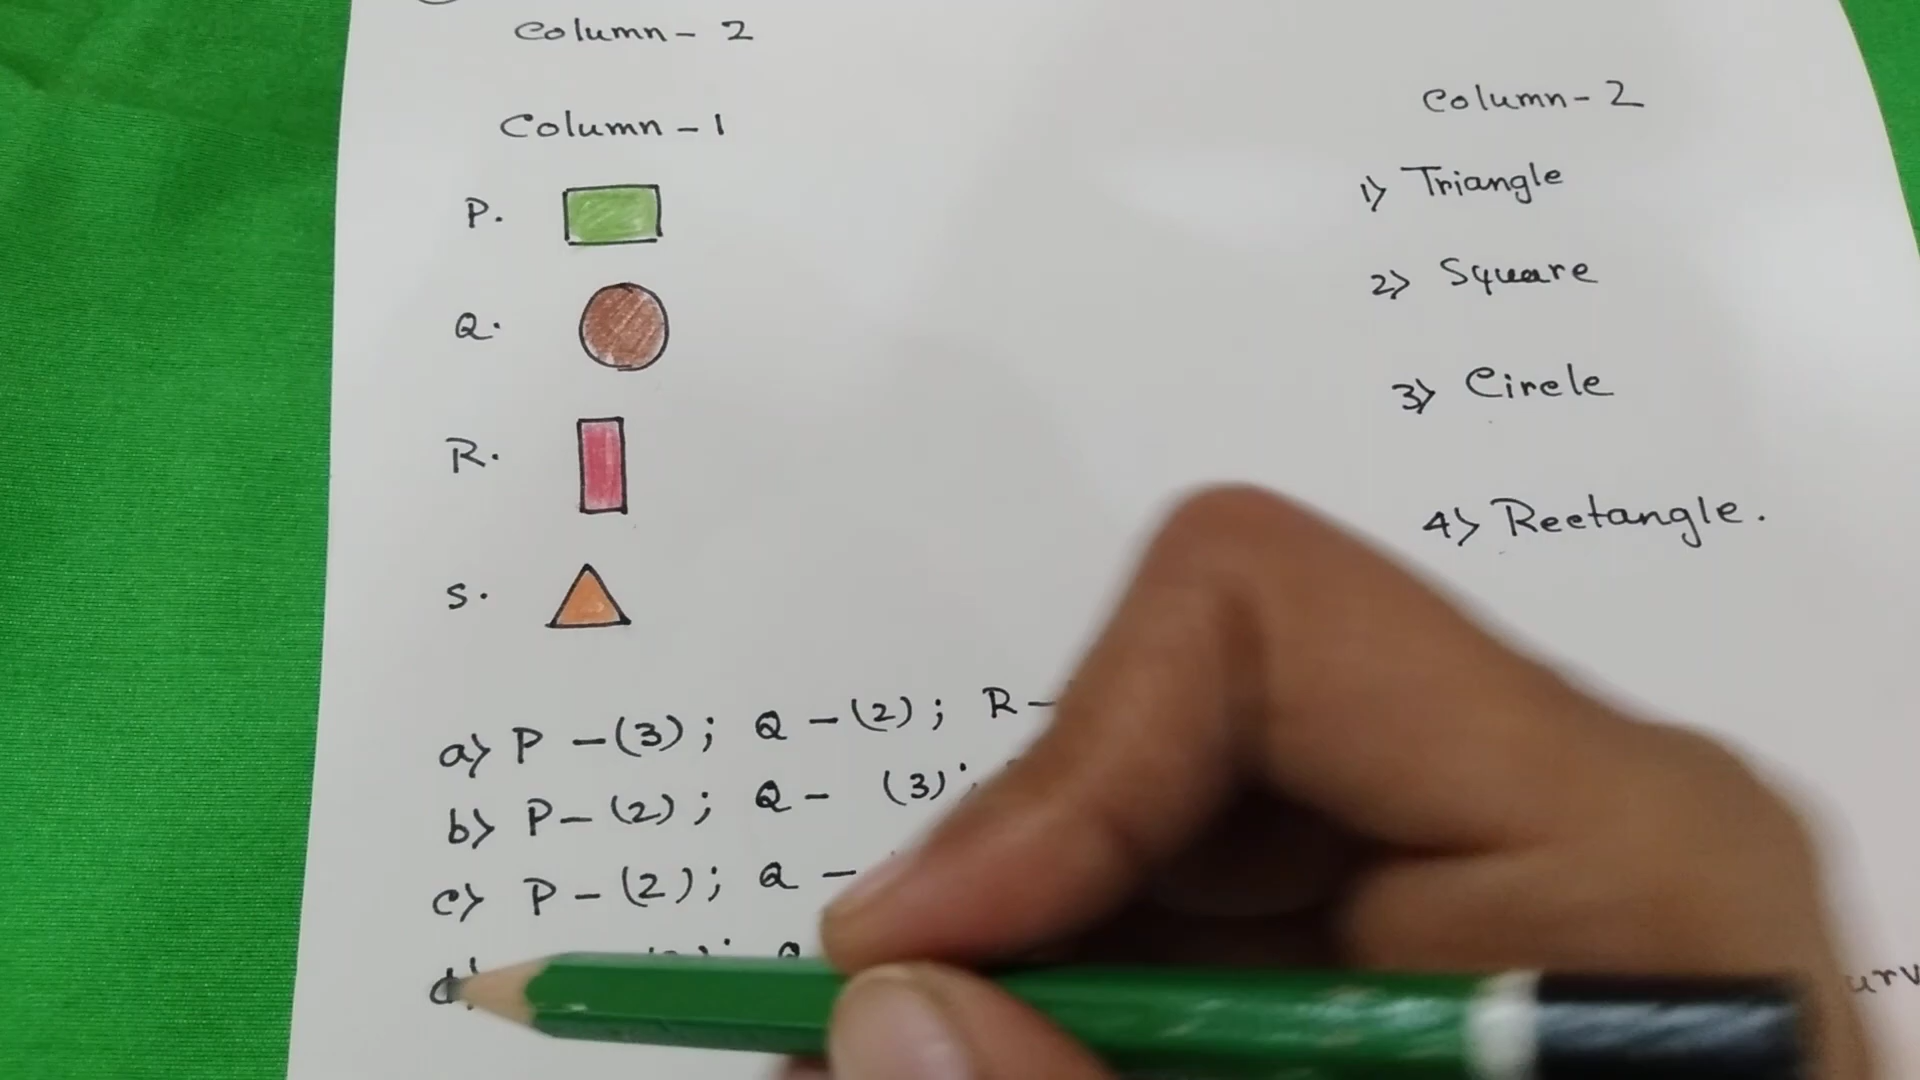 Column - 2
Column - 1
P.
Q.
R.
S.
Column - 2
1) Triangle
2) Square
3) Circle
4) Rectangle.
a) P - (3); Q - (2); R -
b) P - (2); Q - (3);
c) P - (2); Q -
d) Q